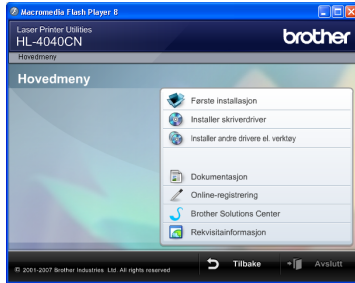 Macromedia Flash Player 8
Laser Printer Utilities
HL-4040CN
brother
Hovedmeny
Hovedmeny
Første installasjon
Installer skriverdriver
Installer andre drivere el. verktøy
Dokumentasjon
Online-registrering
Brother Solutions Center
Rekvisitainformasjon
© 2001-2007 Brother Industries Ltd. All rights reserved
Tilbake
Avslutt